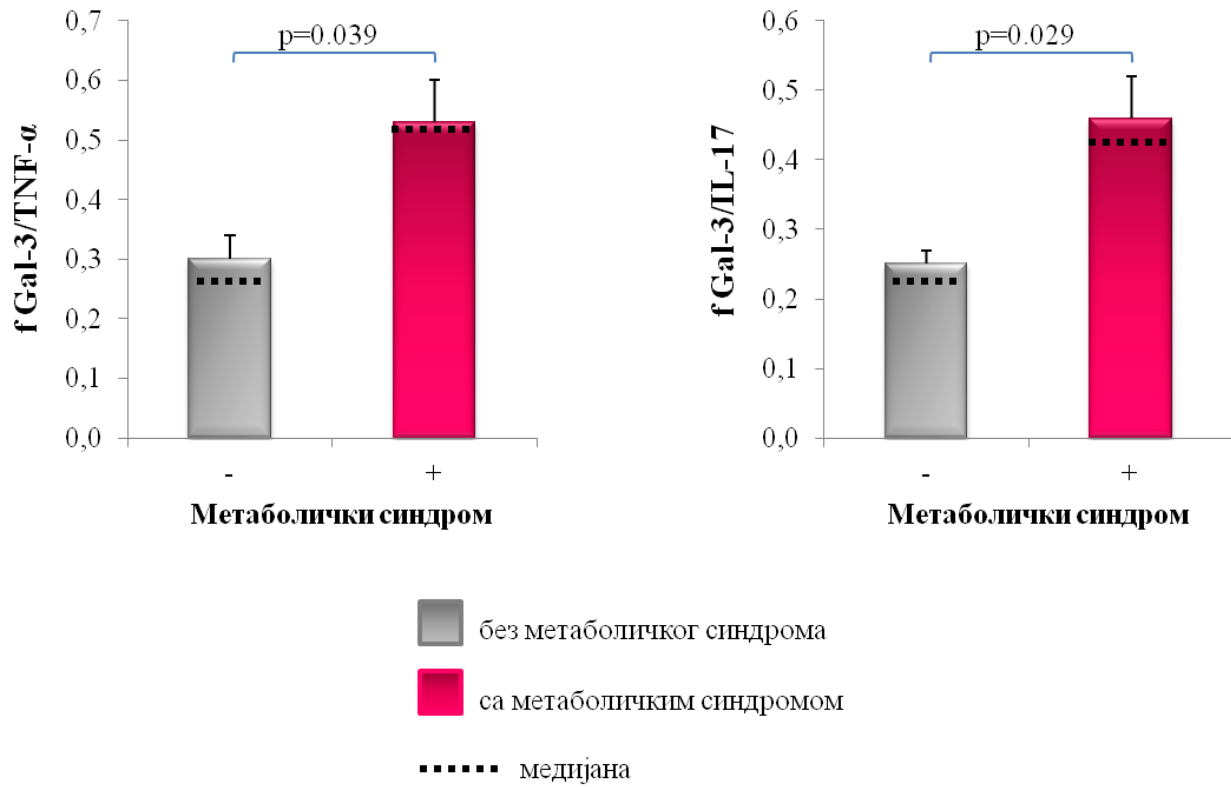 0,7
0,6
0,5
0,4
0,3
0,2
0,1
0,0
f Gal-3/TNF-α
p=0.039
- +
Метаболички синдром
0,6
0,5
0,4
0,3
0,2
0,1
0,0
f Gal-3/IL-17
p=0.029
- +
Метаболички синдром
без метаболичког синдрома
са метаболичким синдромом
медијана